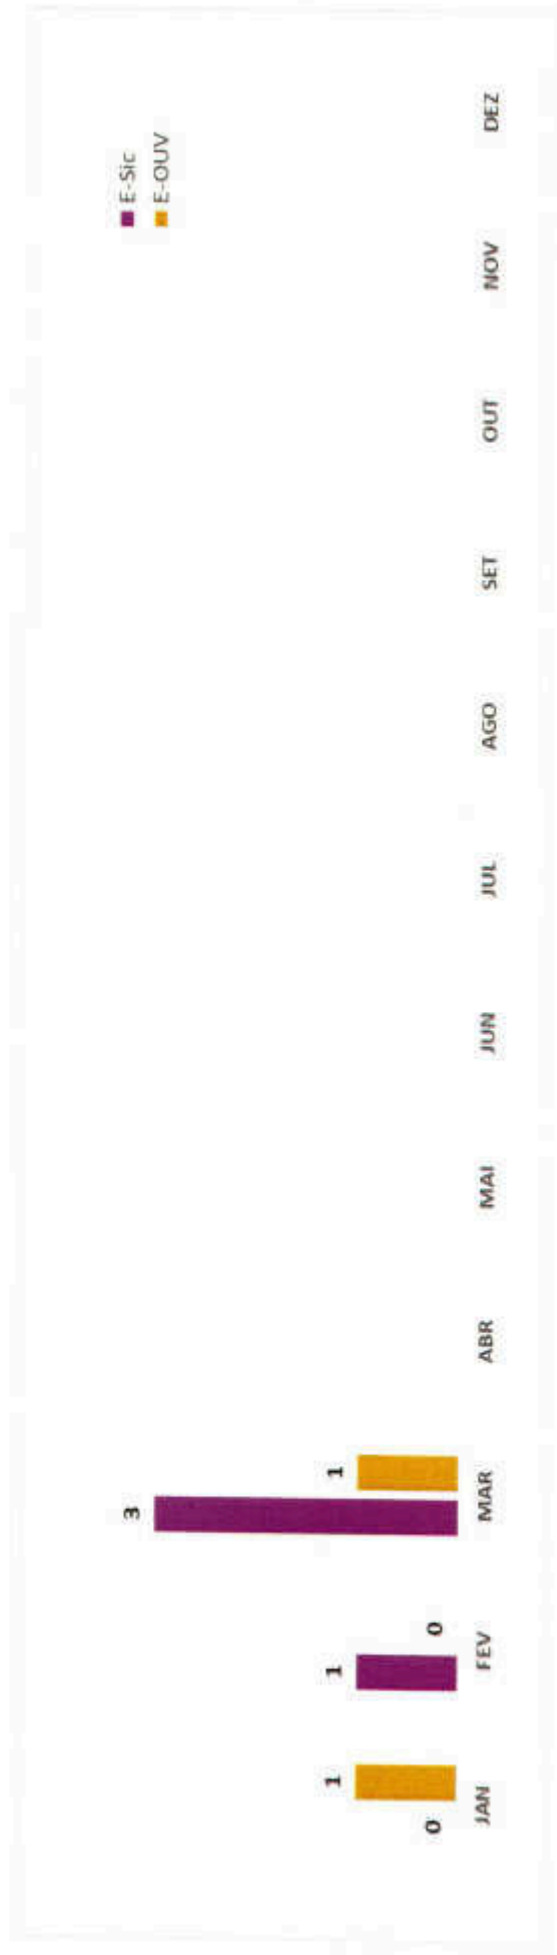 E-Sic
E-OUV
3
1 1 1
0 0
JAN FEV MAR ABR MAI JUN JUL AGO SET OUT NOV DEZ